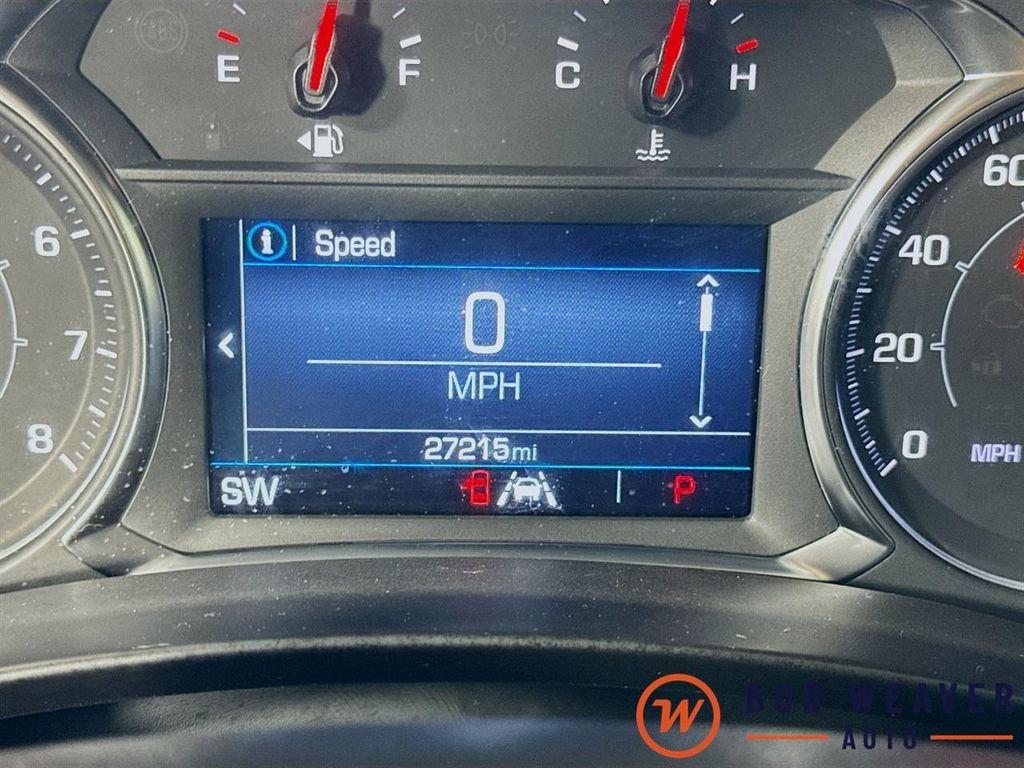 E F
C H
Speed
0
MPH
27215mi
SW
P
6
7
8
60
40
20
0
MPH
W BOB WEAVER
AUTO